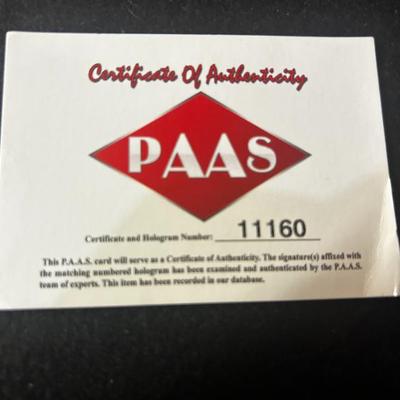 Certificate Of Authenticity
PAAS
Certificate and Hologram Number: 11160
This P.A.A.S. card will serve as a Certificate of Authenticity. The signature(s) affixed with
the matching numbered hologram has been examined and authenticated by the P.A.A.S.
team of experts. This item has been recorded in our database.